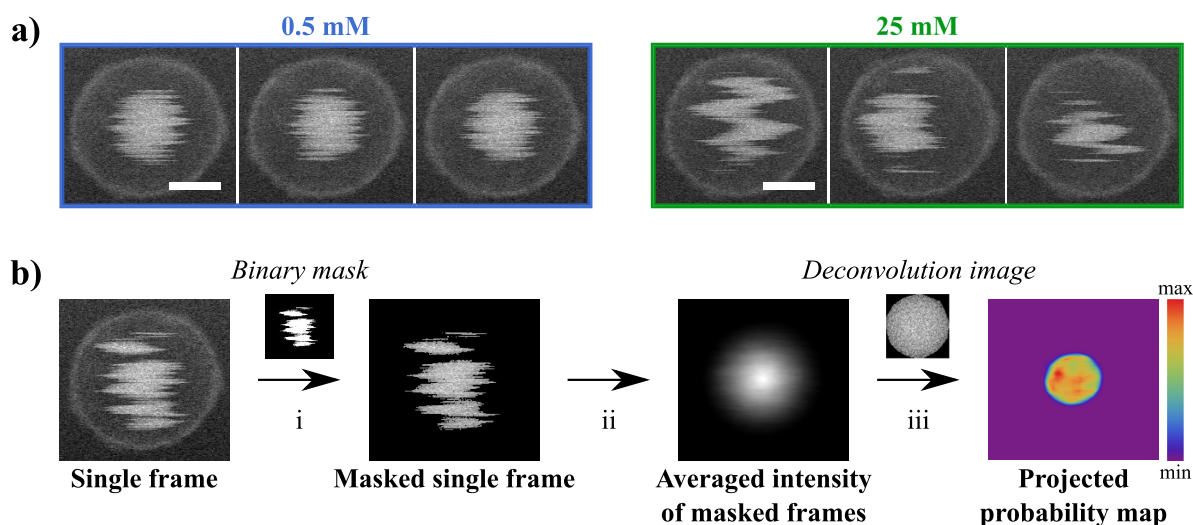 a)
0.5 mM
25 mM
b)
Binary mask
Deconvolution image
max
i
ii
iii
min
Single frame
Masked single frame
Averaged intensity
of masked frames
Projected
probability map